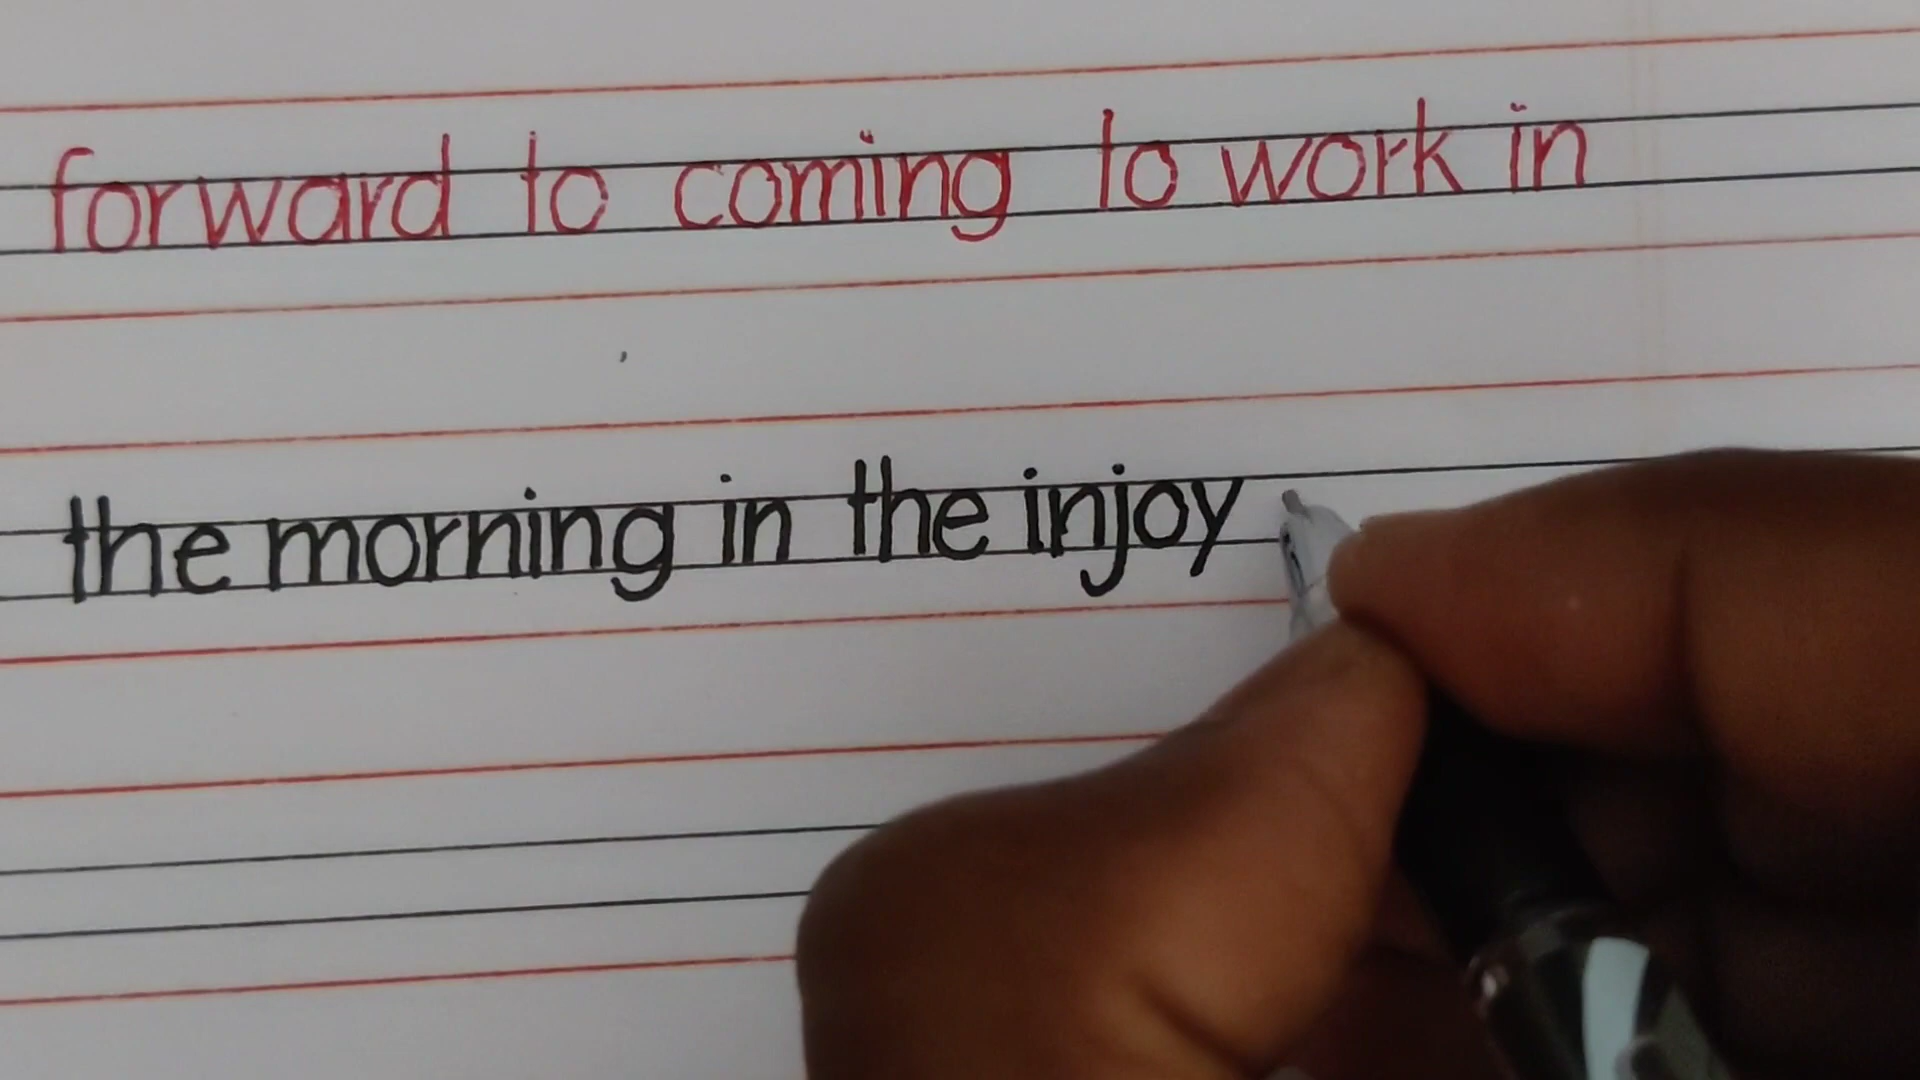 forward to coming to work in
the morning in the injoy